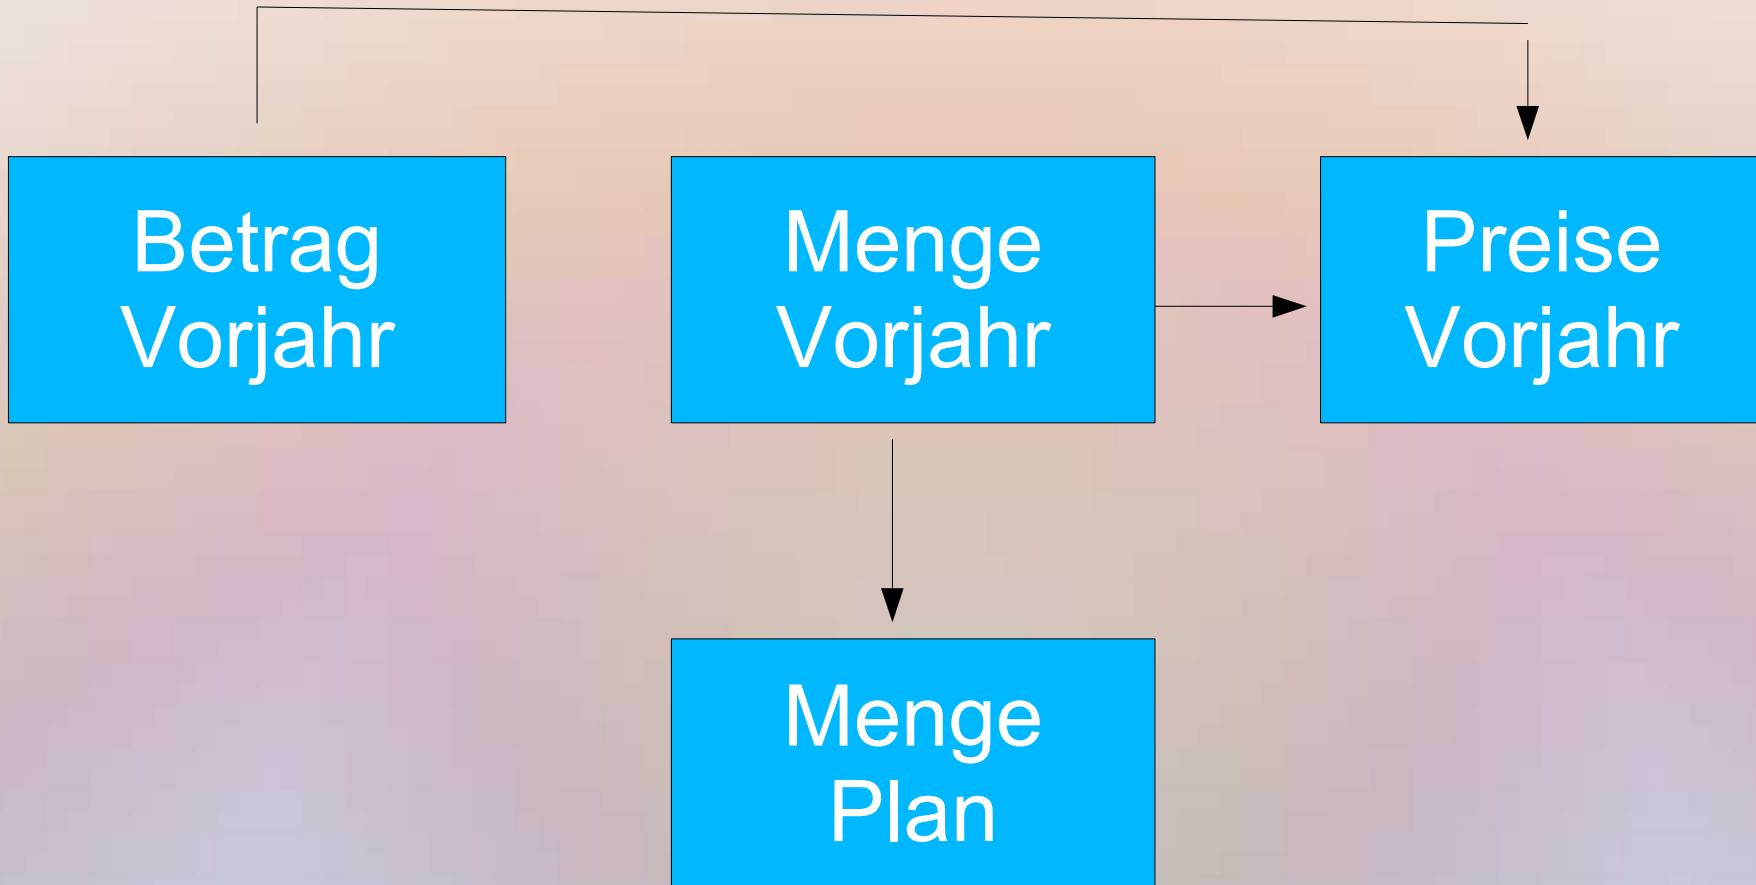 Betrag
Vorjahr
Menge
Vorjahr
Preise
Vorjahr
Menge
Plan